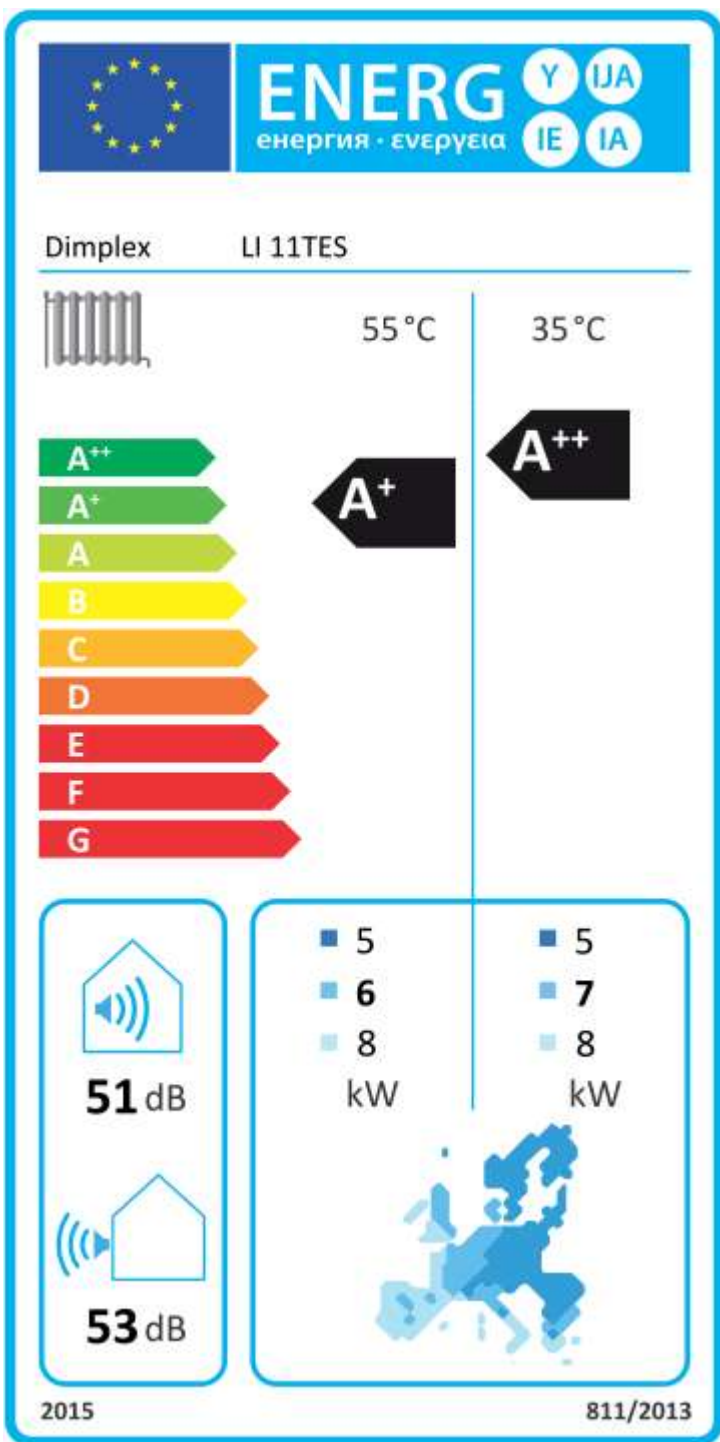 ENERG Y IJA
енергия · ενεργεια IE IA
Dimplex LI 11TES
55 °C 35 °C
A++
A+
A
B
C
D
E
F
G
A+
A++
51 dB
53 dB
5 5
6 7
8 8
kW kW
2015 811/2013